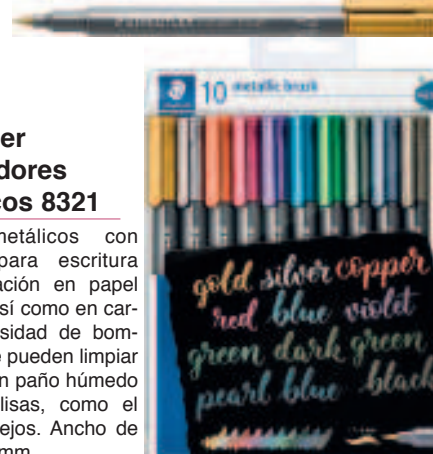 STAEDTLER
10 metallic brush
er
dores
cos 8321
metálicos con
para escritura
ación en papel
sí como en car-
sidad de bom-
e pueden limpiar
n paño húmedo
lisas, como el
ejos. Ancho de
mm
gold silver copper
red blue violet
green dark green
pearl blue black